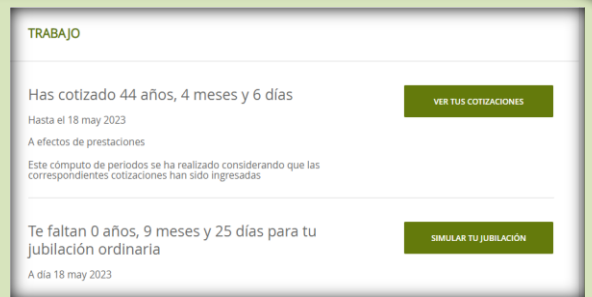 TRABAJO
Has cotizado 44 años, 4 meses y 6 días
VER TUS COTIZACIONES
Hasta el 18 may 2023
A efectos de prestaciones
Este cómputo de periodos se ha realizado considerando que las
correspondientes cotizaciones han sido ingresadas
Te faltan 0 años, 9 meses y 25 días para tu
jubilación ordinaria
SIMULAR TU JUBILACIÓN
A día 18 may 2023